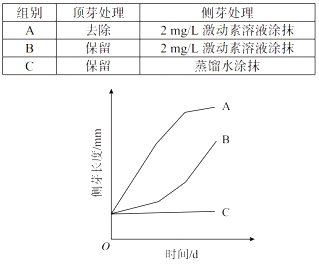 组别 顶芽处理 侧芽处理
A 去除 2 mg/L 激动素溶液涂抹
B 保留 2 mg/L 激动素溶液涂抹
C 保留 蒸馏水涂抹
侧芽长度/mm
A
B
C
O
时间/d